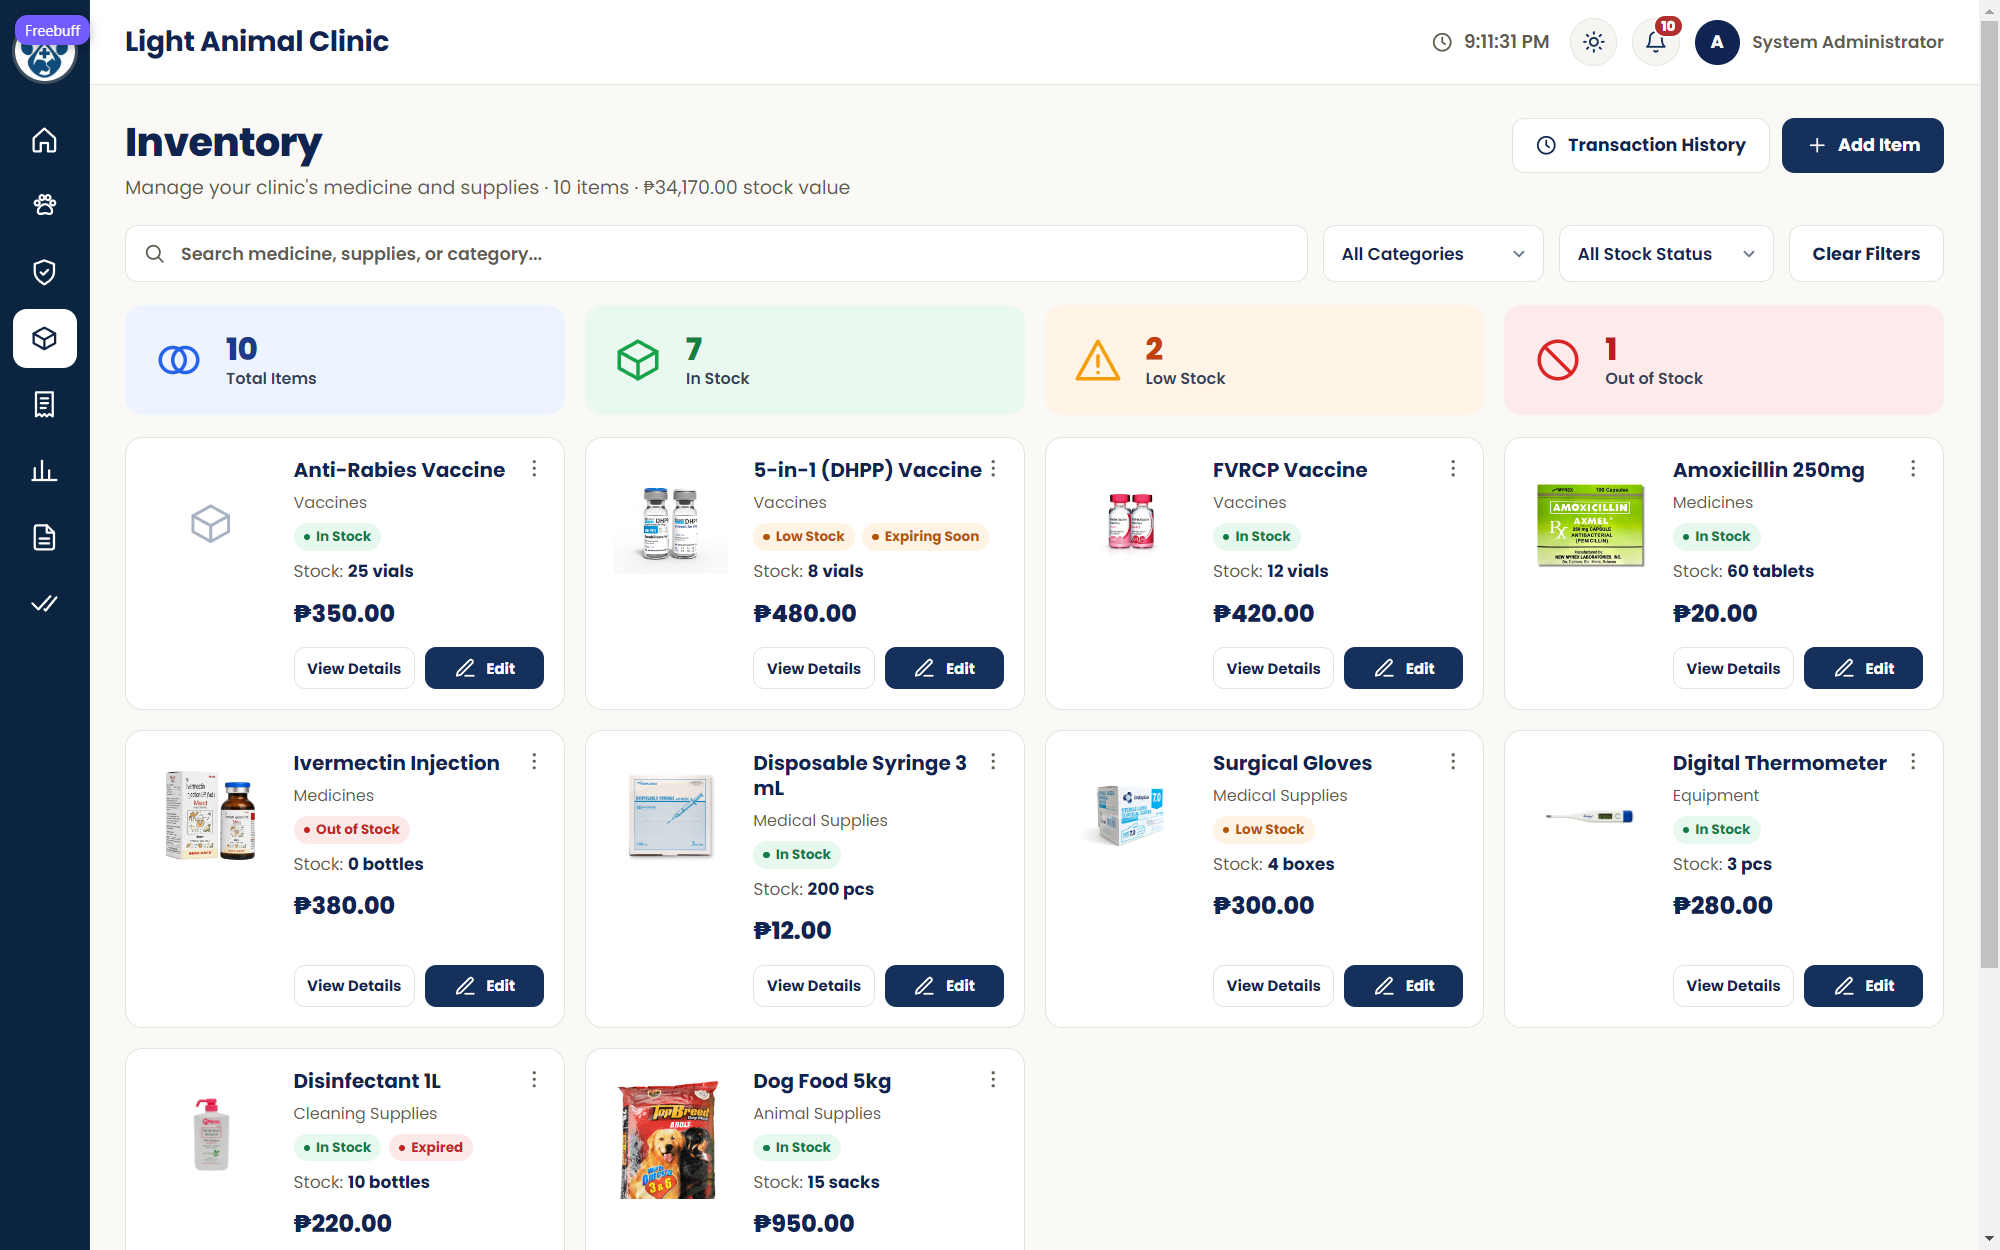 Freebuff
Light Animal Clinic
9:11:31 PM
10
A
System Administrator
Inventory
Manage your clinic's medicine and supplies · 10 items · ₱34,170.00 stock value
Transaction History
Add Item
Search medicine, supplies, or category...
All Categories
All Stock Status
Clear Filters
10
Total Items
7
In Stock
2
Low Stock
1
Out of Stock
Anti-Rabies Vaccine
Vaccines
In Stock
Stock: 25 vials
₱350.00
View Details
Edit
5-in-1 (DHPP) Vaccine
Vaccines
Low Stock
Expiring Soon
Stock: 8 vials
₱480.00
View Details
Edit
FVRCP Vaccine
Vaccines
In Stock
Stock: 12 vials
₱420.00
View Details
Edit
AMOXICILLIN
AXMEL
Amoxicillin 250mg
Medicines
In Stock
Stock: 60 tablets
₱20.00
View Details
Edit
Ivermectin Injection
Medicines
Out of Stock
Stock: 0 bottles
₱380.00
View Details
Edit
Disposable Syringe 3
mL
Medical Supplies
In Stock
Stock: 200 pcs
₱12.00
View Details
Edit
7.0
Surgical Gloves
Medical Supplies
Low Stock
Stock: 4 boxes
₱300.00
View Details
Edit
Digital Thermometer
Equipment
In Stock
Stock: 3 pcs
₱280.00
View Details
Edit
Disinfectant 1L
Cleaning Supplies
In Stock
Expired
Stock: 10 bottles
₱220.00
TopBreed
ADULT
3 & 6
Dog Food 5kg
Animal Supplies
In Stock
Stock: 15 sacks
₱950.00